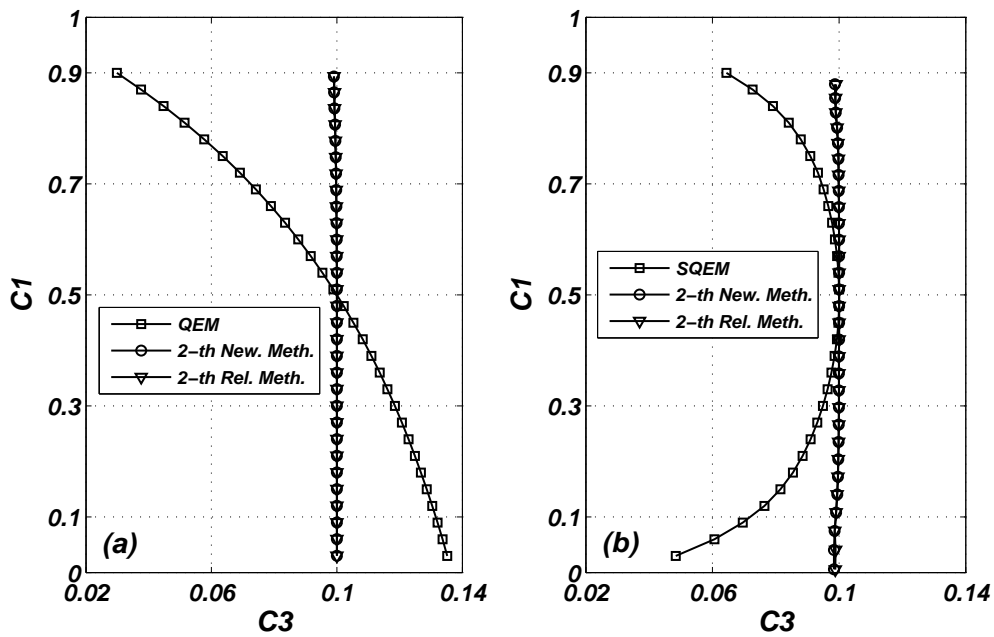 1
0.9
0.7
0.5
0.3
0.1
0
C1
QEM
2-th New. Meth.
2-th Rel. Meth.
(a)
0.02
0.06
0.1
0.14
C3
1
0.9
0.7
0.5
0.3
0.1
0
C1
SQEM
2-th New. Meth.
2-th Rel. Meth.
(b)
0.02
0.06
0.1
0.14
C3